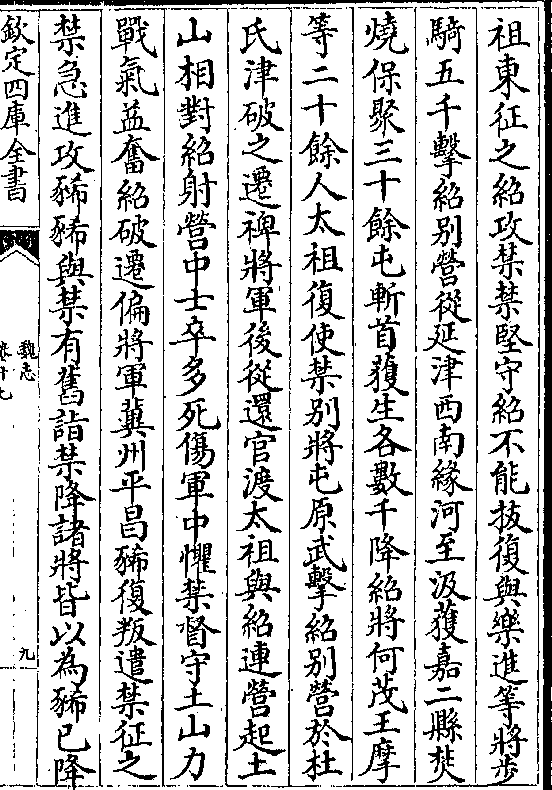 祖東征之紹攻禁禁堅守紹不能拔復與樂進等將步
騎五千擊紹别營從延津西南緣河至汲獲嘉二縣焚
燒保聚三十餘屯斬首獲生各數千降紹將何茂王摩
等二十餘人太祖復使禁别將屯原武擊紹别營於杜
氏津破之遷裨將軍後從還官渡太祖與紹連營起土
山相對紹射營中士卒多死傷軍中懼禁督守土山力
戰氣益奮紹破遷偏將軍冀州平昌豨復叛遣禁征之
禁急進攻豨豨與禁有舊詣禁降諸將皆以為豨已降
欽定四庫全書
魏志
九